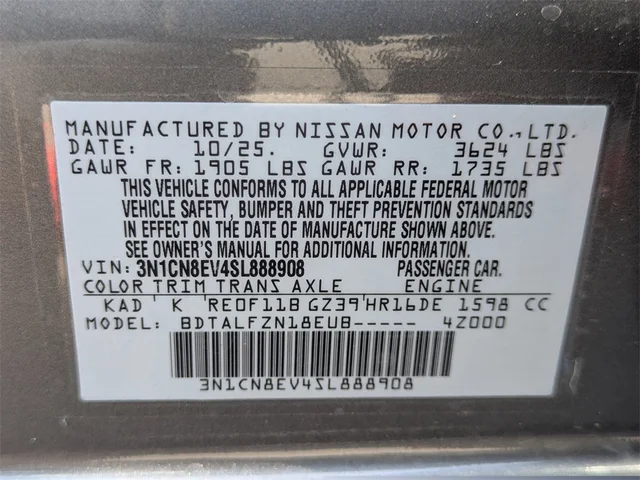 MANUFACTURED BY NISSAN MOTOR CO., LTD.
DATE: 10/25. GVWR: 3624 LBS
GAWR FR: 1905 LBS GAWR RR: 1735 LBS
THIS VEHICLE CONFORMS TO ALL APPLICABLE FEDERAL MOTOR
VEHICLE SAFETY, BUMPER AND THEFT PREVENTION STANDARDS
IN EFFECT ON THE DATE OF MANUFACTURE SHOWN ABOVE.
SEE OWNER'S MANUAL FOR ADDITIONAL INFORMATION.
VIN: 3N1CN8EV4SL888908 PASSENGER CAR.
COLOR TRIM TRANS AXLE ENGINE
KAD K RE0F11B GZ39 HR16DE 1598 CC
MODEL: BDTALFZN18EUB----- 4Z000
3N1CN8EV4SL888908